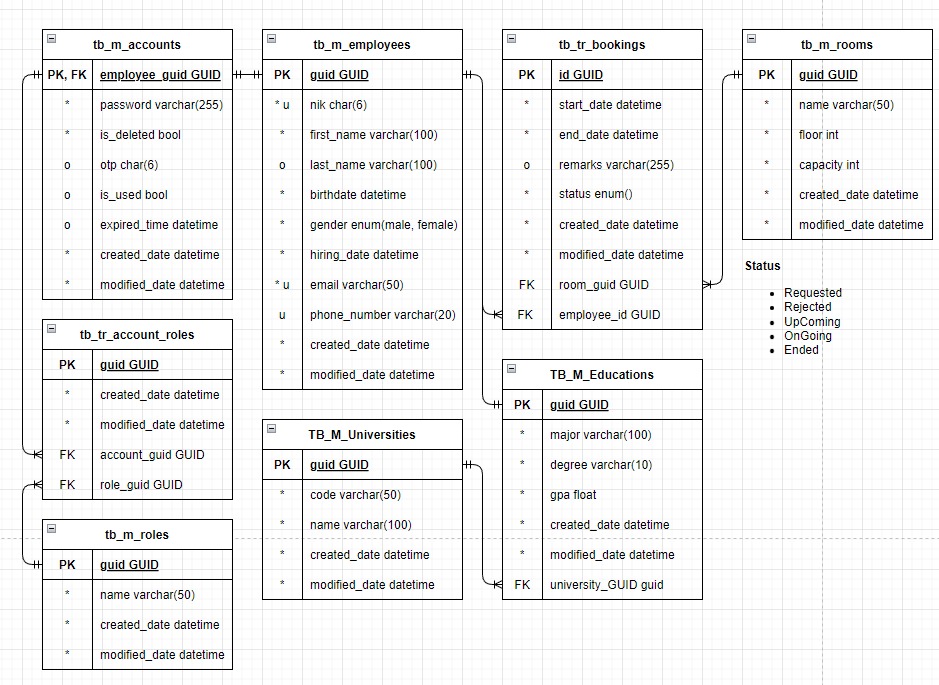 tb_m_accounts
PK, FK employee_guid GUID
* password varchar(255)
* is_deleted bool
o otp char(6)
o is_used bool
o expired_time datetime
* created_date datetime
* modified_date datetime
tb_m_employees
PK guid GUID
* u nik char(6)
* first_name varchar(100)
o last_name varchar(100)
* birthdate datetime
* gender enum(male, female)
* hiring_date datetime
* u email varchar(50)
u phone_number varchar(20)
* created_date datetime
* modified_date datetime
tb_tr_bookings
PK id GUID
* start_date datetime
* end_date datetime
o remarks varchar(255)
* status enum()
* created_date datetime
* modified_date datetime
FK room_guid GUID
FK employee_id GUID
tb_m_rooms
PK guid GUID
* name varchar(50)
* floor int
* capacity int
* created_date datetime
* modified_date datetime
Status
• Requested
• Rejected
• UpComing
• OnGoing
• Ended
tb_tr_account_roles
PK guid GUID
* created_date datetime
* modified_date datetime
FK account_guid GUID
FK role_guid GUID
TB_M_Universities
PK guid GUID
* code varchar(50)
* name varchar(100)
* created_date datetime
* modified_date datetime
TB_M_Educations
PK guid GUID
* major varchar(100)
* degree varchar(10)
* gpa float
* created_date datetime
* modified_date datetime
FK university_GUID guid
tb_m_roles
PK guid GUID
* name varchar(50)
* created_date datetime
* modified_date datetime